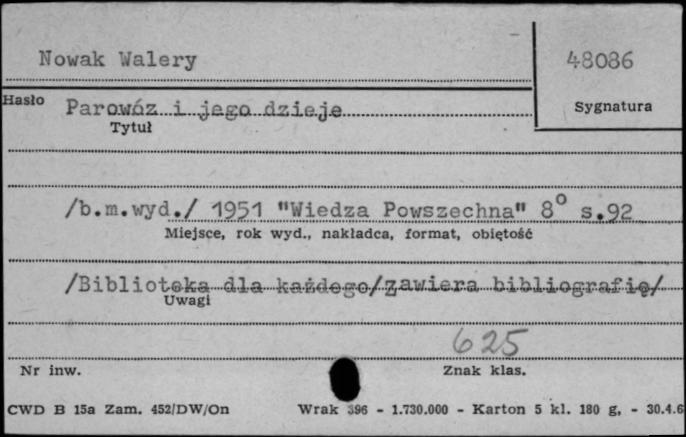 Nowak Walery
48086
Hasło
Parowóz i jego dzieje
Sygnatura
Tytuł
/b.m.wyd./ 1951 "Wiedza Powszechna" 8° s.92
Miejsce, rok wyd., nakładca, format, obiętość
/Biblioteka dla każdego/zawiera bibliografię/
Uwagi
625
Nr inw.
Znak klas.
CWD B 15a Zam. 452/DW/On Wrak 396 - 1.730.000 - Karton 5 kl. 180 g, - 30.4.6